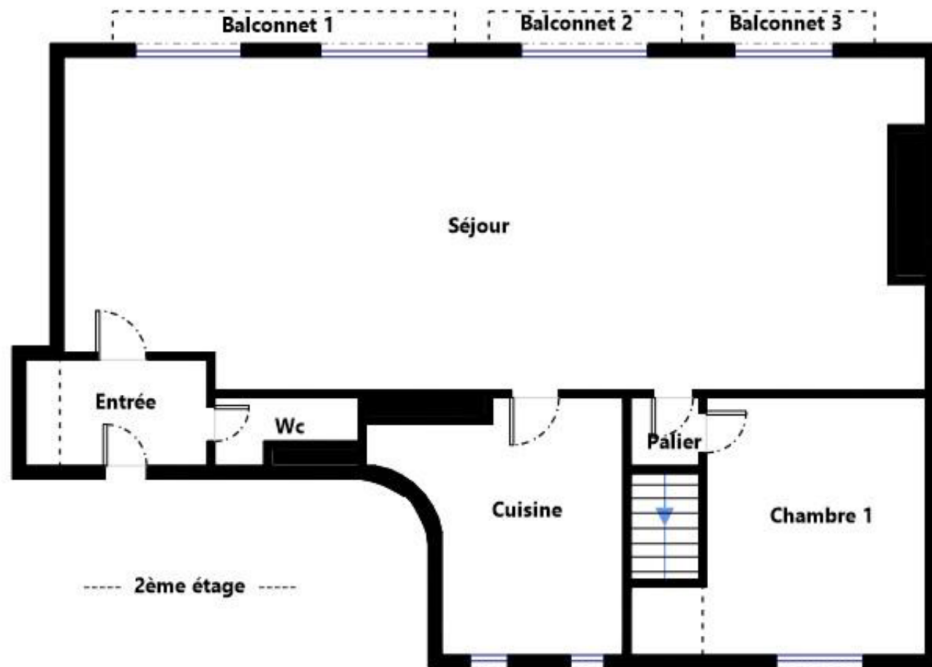 Balconnet 1
Balconnet 2
Balconnet 3
Séjour
Entrée
Wc
Palier
Cuisine
Chambre 1
2ème étage